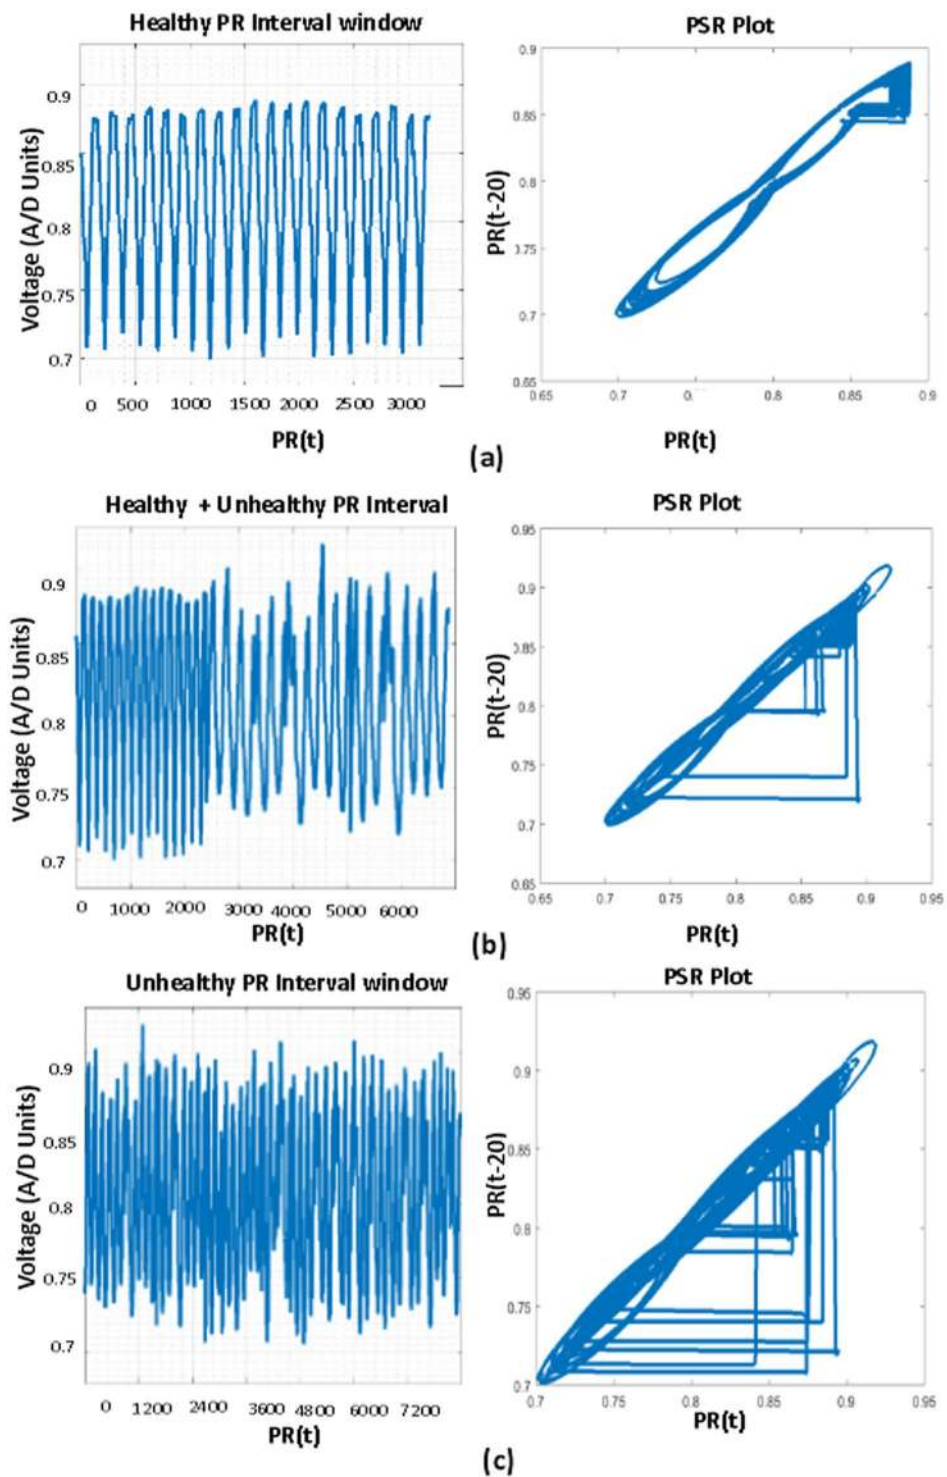 Healthy PR Interval window
PSR Plot
Voltage (A/D Units)
0.9
0.85
0.8
0.75
0.7
0 500 1000 1500 2000 2500 3000
PR(t)
PR(t-20)
0.9
0.85
0.8
0.75
0.7
0.65
0.65 0.7 0. 0.8 0.85 0.9
PR(t)
(a)
Healthy + Unhealthy PR Interval
PSR Plot
Voltage (A/D Units)
0.9
0.85
0.8
0.75
0.7
0 1000 2000 3000 4000 5000 6000
PR(t)
PR(t-20)
0.95
0.9
0.85
0.8
0.75
0.7
0.65
0.65 0.7 0.75 0.8 0.85 0.9 0.95
PR(t)
(b)
Unhealthy PR Interval window
PSR Plot
Voltage (A/D Units)
0.9
0.85
0.8
0.75
0.7
0 1200 2400 3600 4800 6000 7200
PR(t)
PR(t-20)
0.95
0.9
0.85
0.8
0.75
0.7
0.7 0.75 0.8 0.85 0.9 0.95
PR(t)
(c)